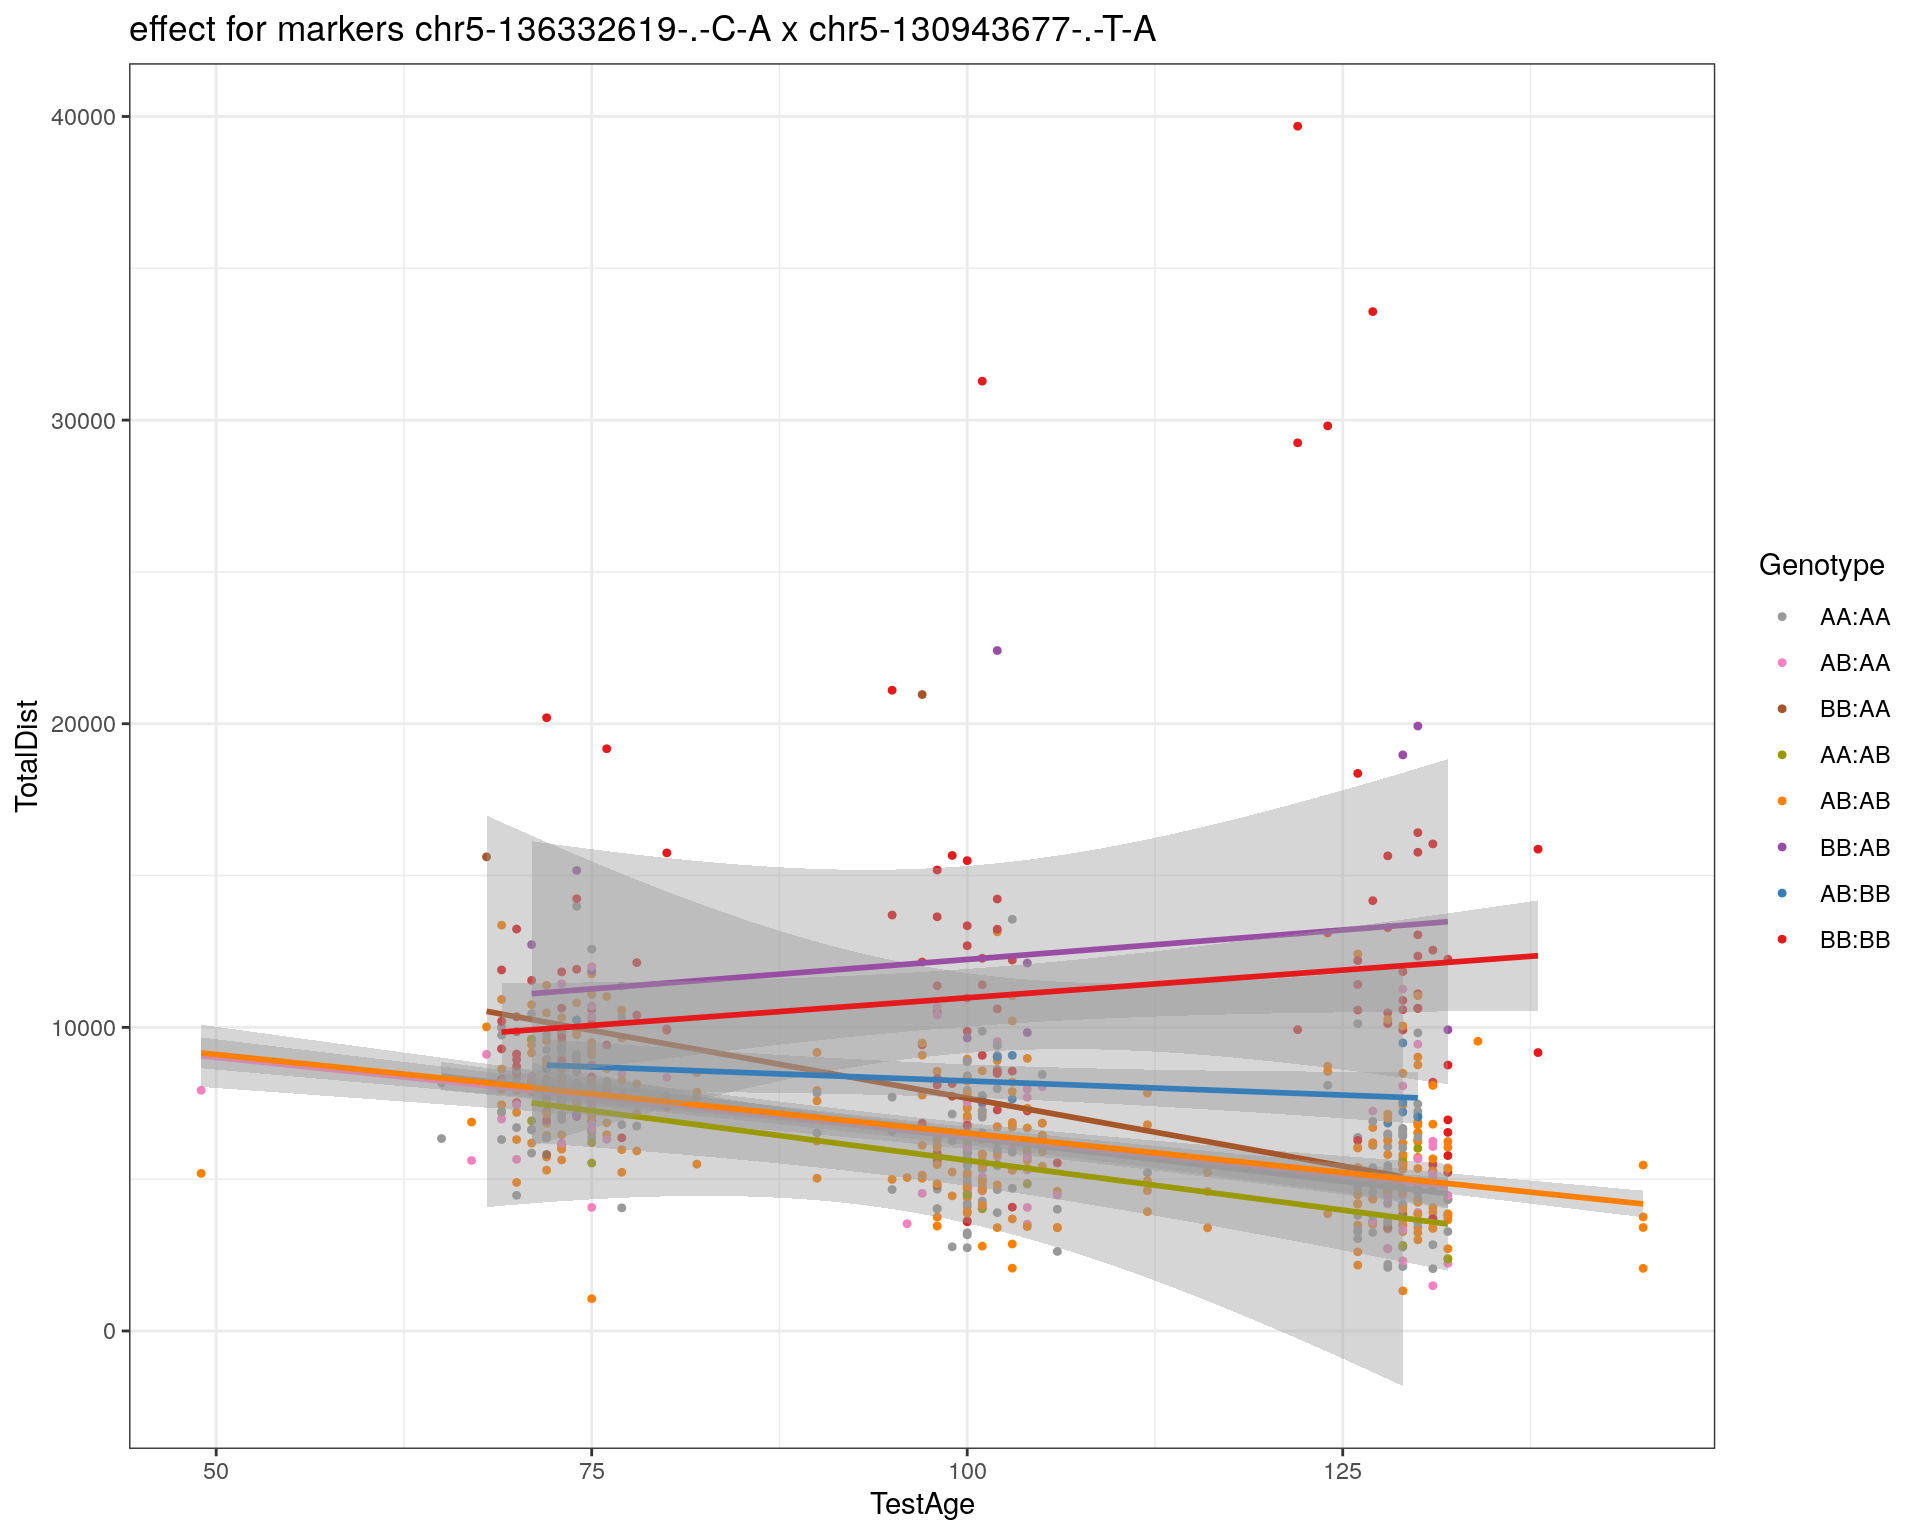 effect for markers chr5-136332619-.-C-A x chr5-130943677-.-T-A
40000
30000
20000
10000
0
TotalDist
50
75
100
125
TestAge
Genotype
AA:AA
AB:AA
BB:AA
AA:AB
AB:AB
BB:AB
AB:BB
BB:BB